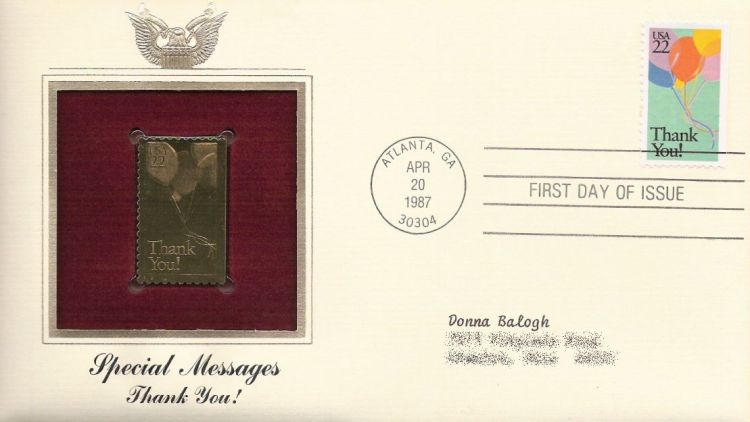 USA
22
Thank
You!
Special Messages
Thank You!
ATLANTA, GA
APR
20
1987
30304
FIRST DAY OF ISSUE
USA
22
Thank
You!
Donna Balogh